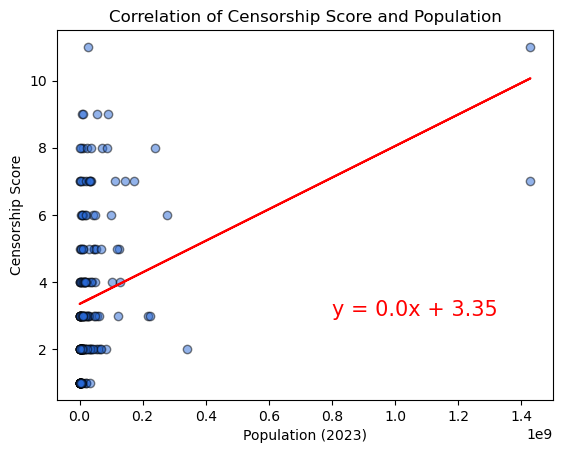 Correlation of Censorship Score and Population
Censorship Score
10
8
6
4
2
y = 0.0x + 3.35
0.0 0.2 0.4 0.6 0.8 1.0 1.2 1.4
1e9
Population (2023)